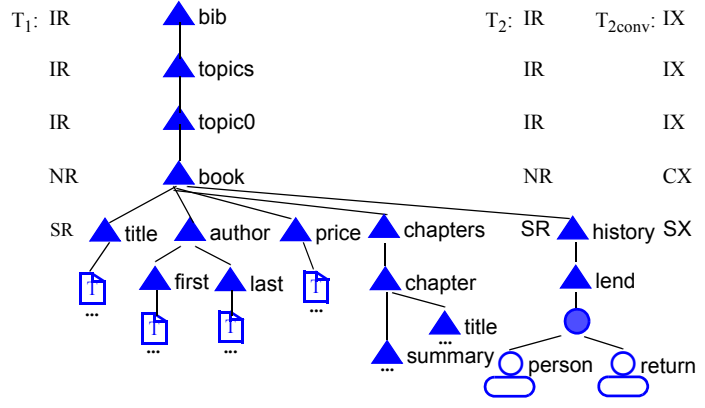 T1: IR bib T2: IR T2conv: IX
IR topics IR IX
IR topic0 IR IX
NR book NR CX
SR title author price chapters SR history SX
T first last T chapter lend
... T T ... title
... ... ... summary person return
...